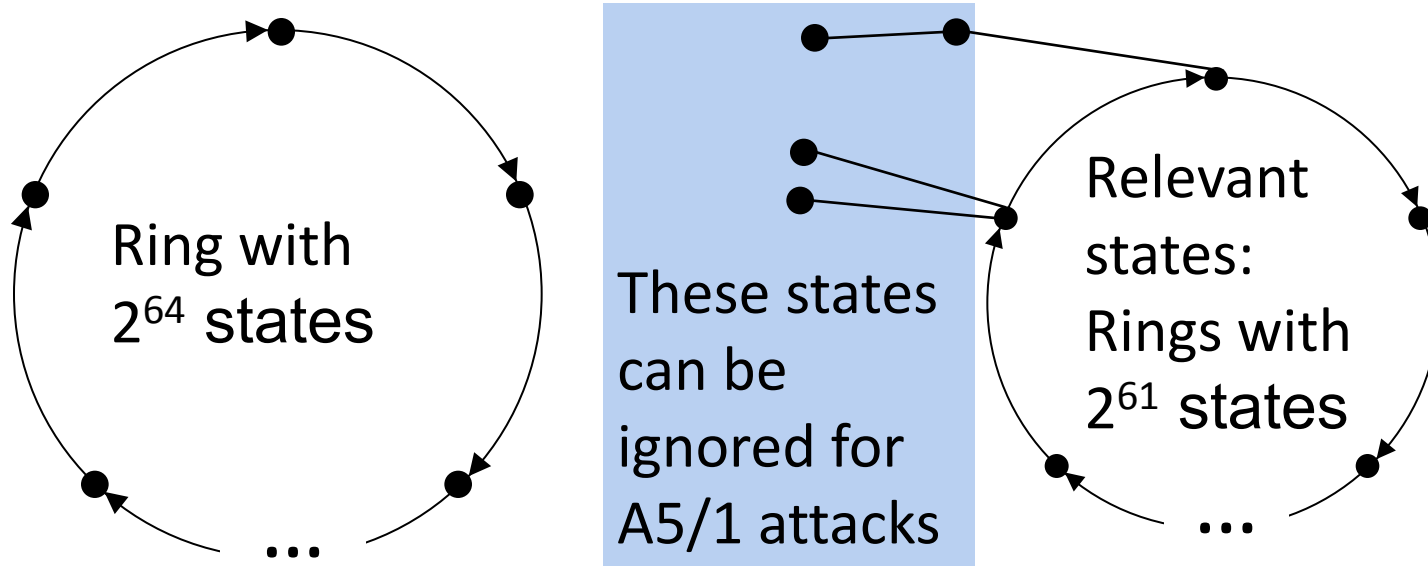 Ring with
2⁶⁴ states
...
These states
can be
ignored for
A5/1 attacks
Relevant
states:
Rings with
2⁶¹ states
...